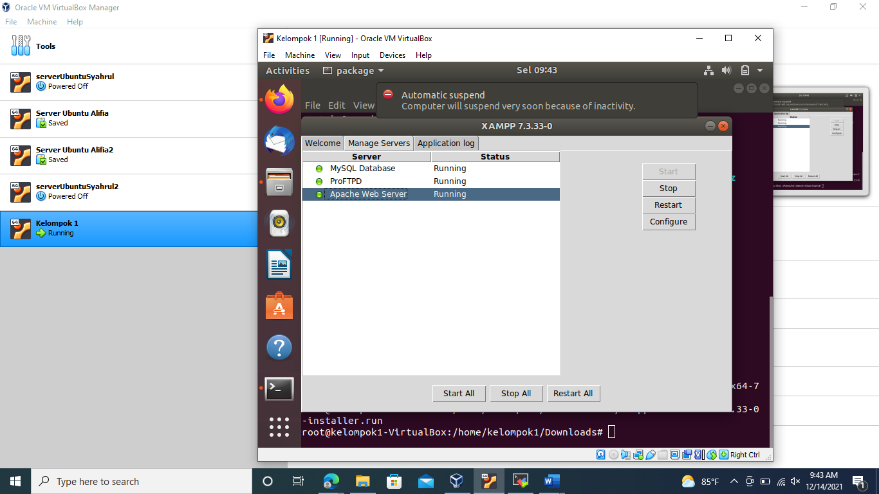 Oracle VM VirtualBox Manager
File Machine Help
Tools
serverUbuntuSyahrul
Powered Off
Server Ubuntu Alifia
Saved
Server Ubuntu Alifia2
Saved
serverUbuntuSyahrul2
Powered Off
Kelompok 1
Running
Kelompok 1 [Running] - Oracle VM VirtualBox
File Machine View Input Devices Help
Activities package Sel 09:43
Automatic suspend
Computer will suspend very soon because of inactivity.
File Edit View
XAMPP 7.3.33-0
Welcome Manage Servers Application log
Server Status
MySQL Database Running
ProFTPD Running
Apache Web Server Running
Start
Stop
Restart
Configure
Start All Stop All Restart All
x64-7
.33-0
-installer.run
root@kelompok1-VirtualBox:/home/kelompok1/Downloads#
Right Ctrl
Type here to search
85°F
9:43 AM
12/14/2021
1